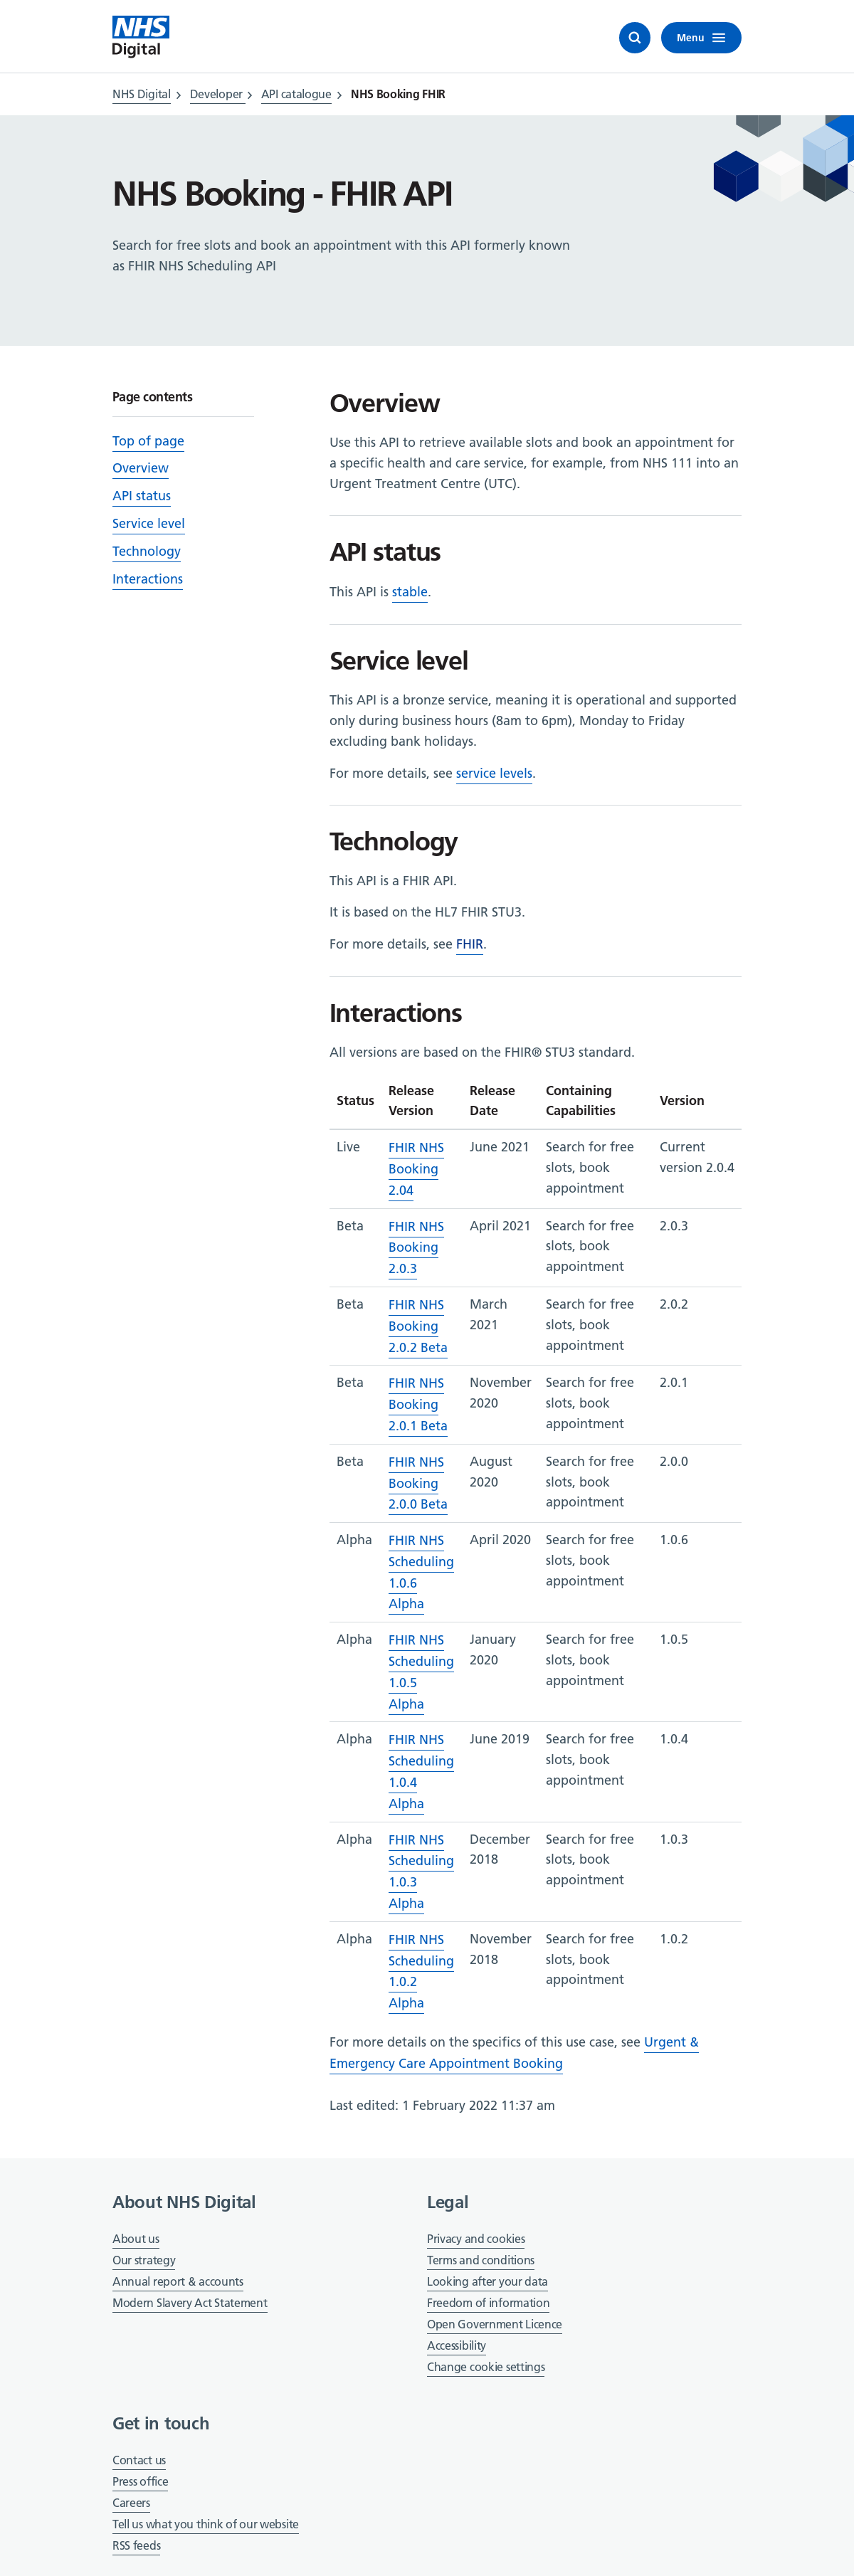 NHS
Digital
Menu
NHS Digital > Developer > API catalogue > NHS Booking FHIR
NHS Booking - FHIR API
Search for free slots and book an appointment with this API formerly known
as FHIR NHS Scheduling API
Page contents
Top of page
Overview
API status
Service level
Technology
Interactions
Overview
Use this API to retrieve available slots and book an appointment for
a specific health and care service, for example, from NHS 111 into an
Urgent Treatment Centre (UTC).
API status
This API is stable.
Service level
This API is a bronze service, meaning it is operational and supported
only during business hours (8am to 6pm), Monday to Friday
excluding bank holidays.
For more details, see service levels.
Technology
This API is a FHIR API.
It is based on the HL7 FHIR STU3.
For more details, see FHIR.
Interactions
All versions are based on the FHIR® STU3 standard.
Status
Release
Version
Release
Date
Containing
Capabilities
Version
Live
FHIR NHS
Booking
2.04
June 2021
Search for free
slots, book
appointment
Current
version 2.0.4
Beta
FHIR NHS
Booking
2.0.3
April 2021
Search for free
slots, book
appointment
2.0.3
Beta
FHIR NHS
Booking
2.0.2 Beta
March
2021
Search for free
slots, book
appointment
2.0.2
Beta
FHIR NHS
Booking
2.0.1 Beta
November
2020
Search for free
slots, book
appointment
2.0.1
Beta
FHIR NHS
Booking
2.0.0 Beta
August
2020
Search for free
slots, book
appointment
2.0.0
Alpha
FHIR NHS
Scheduling
1.0.6
Alpha
April 2020
Search for free
slots, book
appointment
1.0.6
Alpha
FHIR NHS
Scheduling
1.0.5
Alpha
January
2020
Search for free
slots, book
appointment
1.0.5
Alpha
FHIR NHS
Scheduling
1.0.4
Alpha
June 2019
Search for free
slots, book
appointment
1.0.4
Alpha
FHIR NHS
Scheduling
1.0.3
Alpha
December
2018
Search for free
slots, book
appointment
1.0.3
Alpha
FHIR NHS
Scheduling
1.0.2
Alpha
November
2018
Search for free
slots, book
appointment
1.0.2
For more details on the specifics of this use case, see Urgent &
Emergency Care Appointment Booking
Last edited: 1 February 2022 11:37 am
About NHS Digital
About us
Our strategy
Annual report & accounts
Modern Slavery Act Statement
Legal
Privacy and cookies
Terms and conditions
Looking after your data
Freedom of information
Open Government Licence
Accessibility
Change cookie settings
Get in touch
Contact us
Press office
Careers
Tell us what you think of our website
RSS feeds